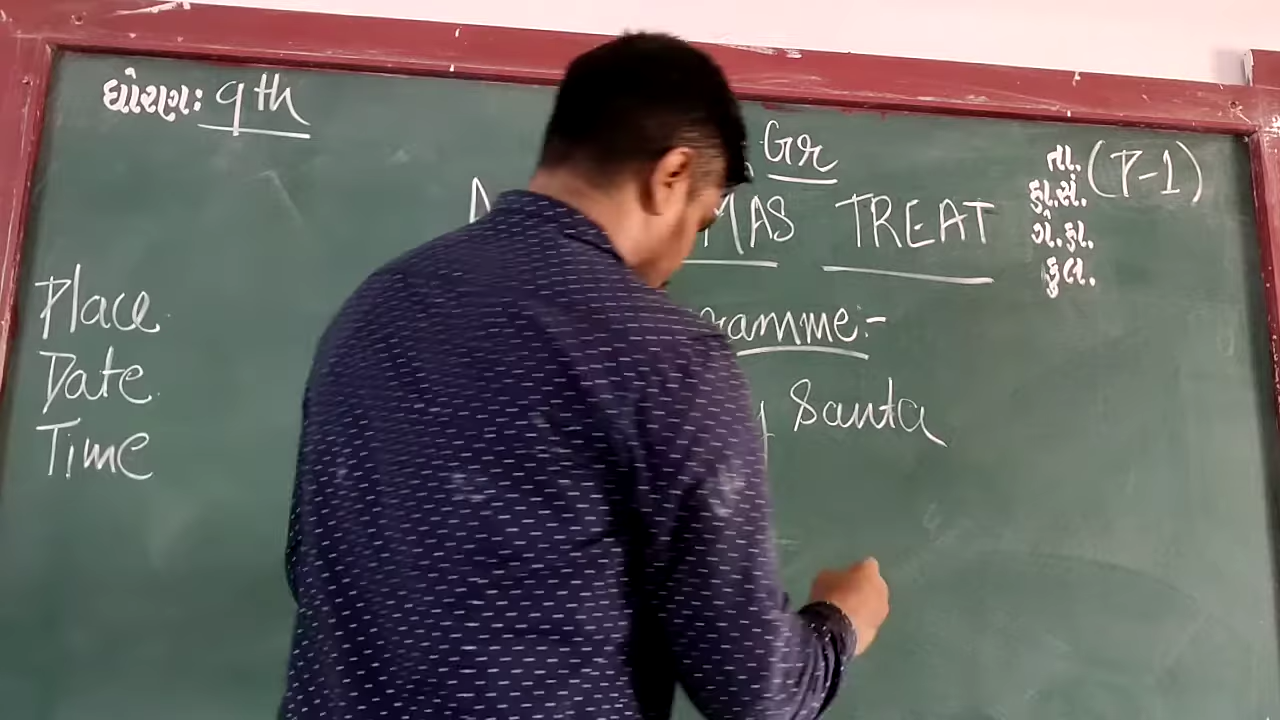 ધોરણ: 9th
Gr
તા. (P-1)
MAS TREAT
ફા.સં.
ગે.ફા.
કુલ.
Place
ramme:-
Date
Santa
Time